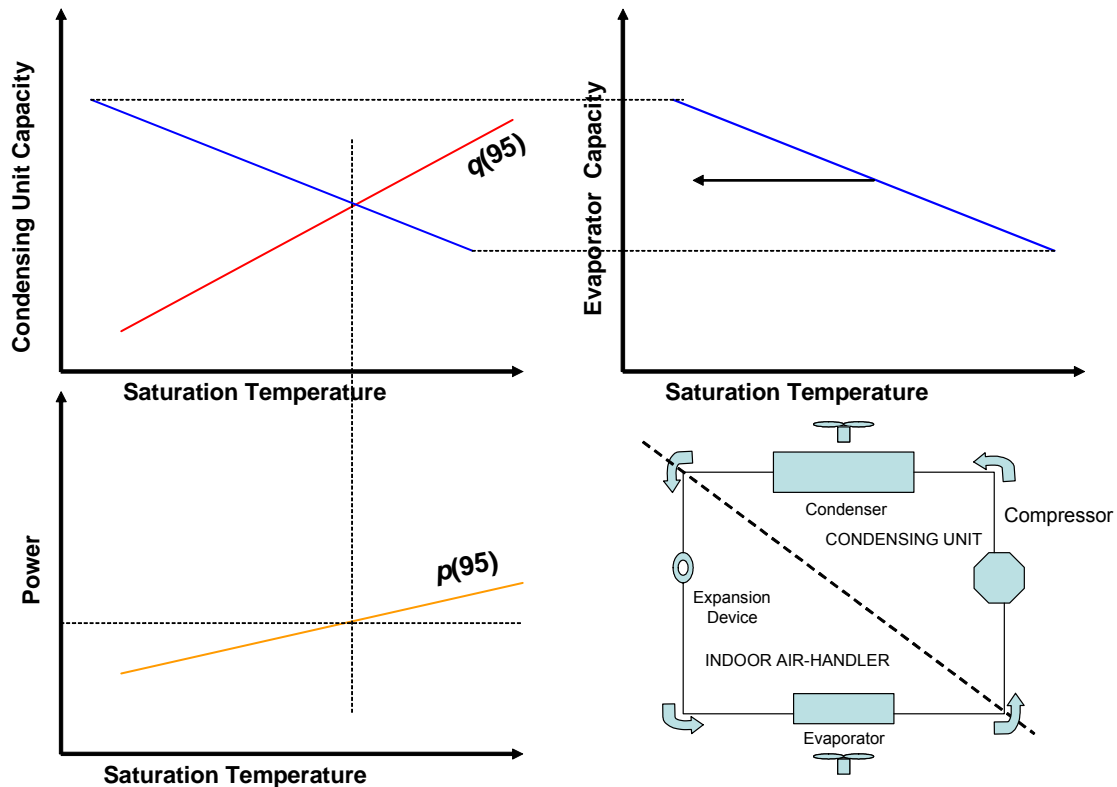 Condensing Unit Capacity
q(95)
Saturation Temperature
Evaporator Capacity
Saturation Temperature
Power
p(95)
Saturation Temperature
Condenser
Compressor
CONDENSING UNIT
Expansion
Device
INDOOR AIR-HANDLER
Evaporator